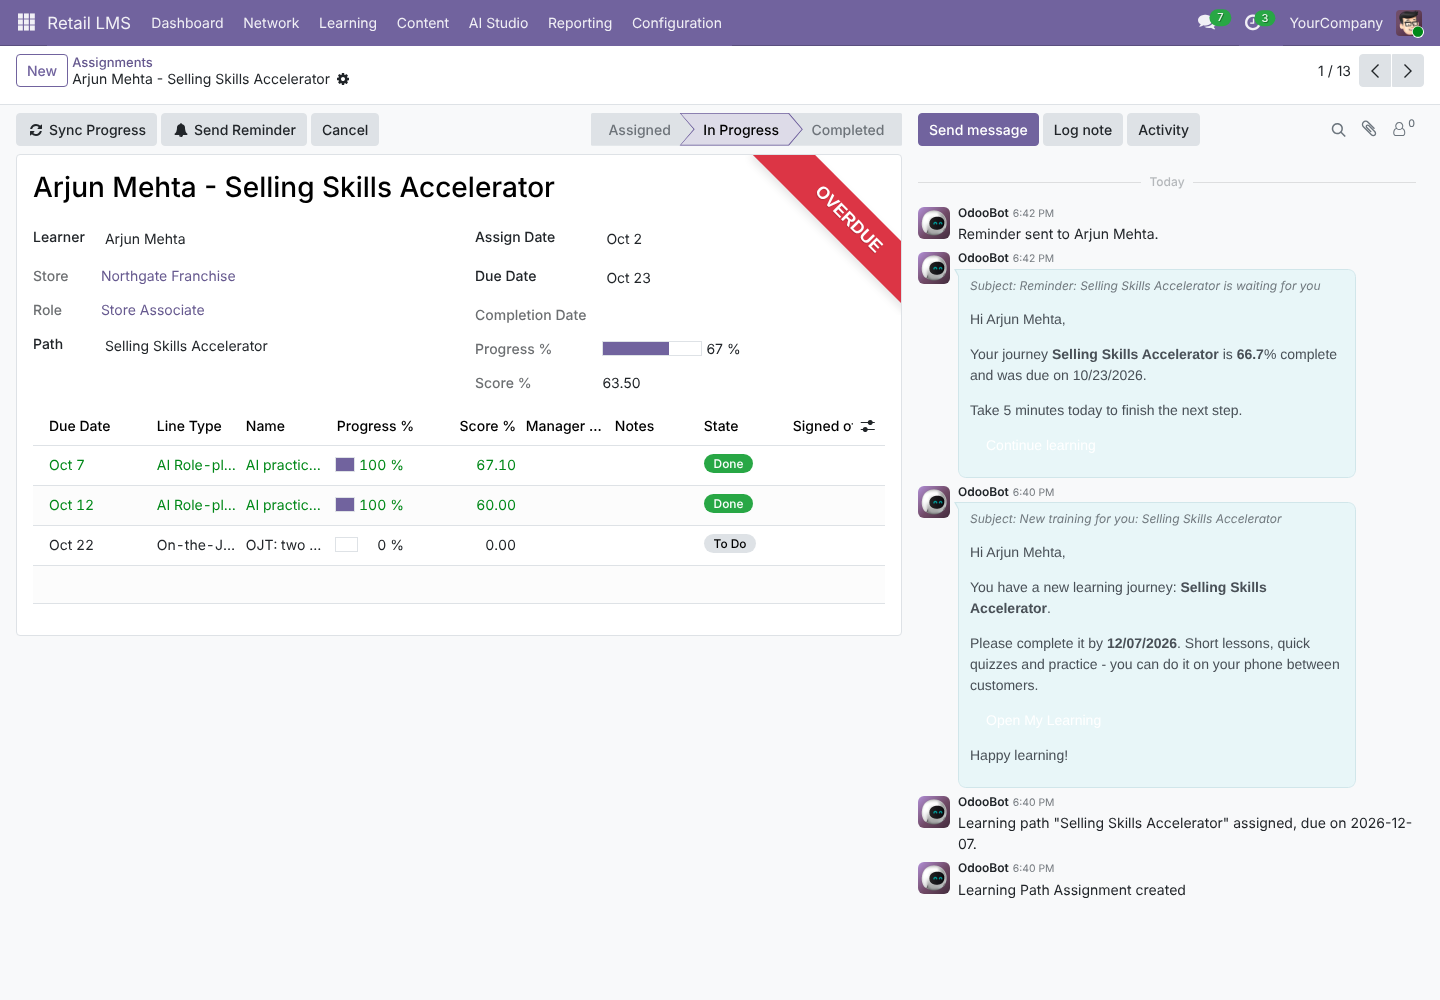 Retail LMS Dashboard Network Learning Content AI Studio Reporting Configuration 7 3 YourCompany
New
Assignments
Arjun Mehta - Selling Skills Accelerator
1 / 13
Sync Progress Send Reminder Cancel
Assigned In Progress Completed
Send message Log note Activity 0
Arjun Mehta - Selling Skills Accelerator
OVERDUE
Learner Arjun Mehta
Store Northgate Franchise
Role Store Associate
Path Selling Skills Accelerator
Assign Date Oct 2
Due Date Oct 23
Completion Date
Progress % 67 %
Score % 63.50
Due Date Line Type Name Progress % Score % Manager ... Notes State Signed of
Oct 7 AI Role-pl... AI practic... 100 % 67.10 Done
Oct 12 AI Role-pl... AI practic... 100 % 60.00 Done
Oct 22 On-the-J... OJT: two ... 0 % 0.00 To Do
Today
OdooBot 6:42 PM
Reminder sent to Arjun Mehta.
OdooBot 6:42 PM
Subject: Reminder: Selling Skills Accelerator is waiting for you
Hi Arjun Mehta,
Your journey Selling Skills Accelerator is 66.7% complete
and was due on 10/23/2026.
Take 5 minutes today to finish the next step.
Continue learning
OdooBot 6:40 PM
Subject: New training for you: Selling Skills Accelerator
Hi Arjun Mehta,
You have a new learning journey: Selling Skills
Accelerator.
Please complete it by 12/07/2026. Short lessons, quick
quizzes and practice - you can do it on your phone between
customers.
Open My Learning
Happy learning!
OdooBot 6:40 PM
Learning path "Selling Skills Accelerator" assigned, due on 2026-12-
07.
OdooBot 6:40 PM
Learning Path Assignment created